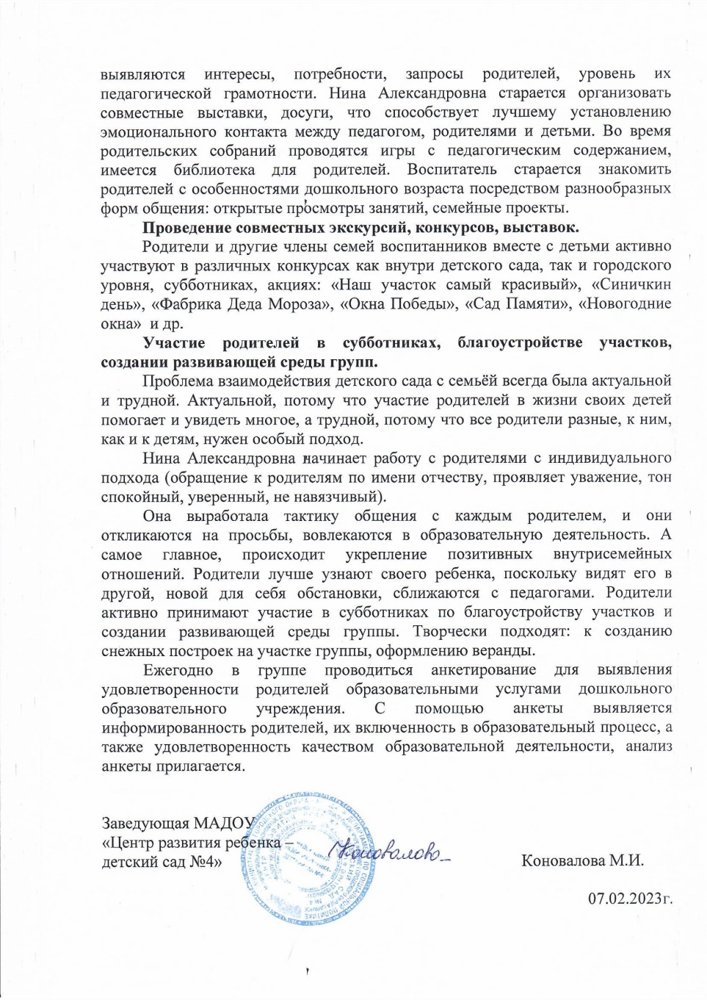 выявляются интересы, потребности, запросы родителей, уровень их
педагогической грамотности. Нина Александровна старается организовать
совместные выставки, досуги, что способствует лучшему установлению
эмоционального контакта между педагогом, родителями и детьми. Во время
родительских собраний проводятся игры с педагогическим содержанием,
имеется библиотека для родителей. Воспитатель старается знакомить
родителей с особенностями дошкольного возраста посредством разнообразных
форм общения: открытые просмотры занятий, семейные проекты.
Проведение совместных экскурсий, конкурсов, выставок.
Родители и другие члены семей воспитанников вместе с детьми активно
участвуют в различных конкурсах как внутри детского сада, так и городского
уровня, субботниках, акциях: «Наш участок самый красивый», «Синичкин
день», «Фабрика Деда Мороза», «Окна Победы», «Сад Памяти», «Новогодние
окна» и др.
Участие родителей в субботниках, благоустройстве участков,
создании развивающей среды групп.
Проблема взаимодействия детского сада с семьёй всегда была актуальной
и трудной. Актуальной, потому что участие родителей в жизни своих детей
помогает и увидеть многое, а трудной, потому что все родители разные, к ним,
как и к детям, нужен особый подход.
Нина Александровна начинает работу с родителями с индивидуального
подхода (обращение к родителям по имени отчеству, проявляет уважение, тон
спокойный, уверенный, не навязчивый).
Она выработала тактику общения с каждым родителем, и они
откликаются на просьбы, вовлекаются в образовательную деятельность. А
самое главное, происходит укрепление позитивных внутрисемейных
отношений. Родители лучше узнают своего ребенка, поскольку видят его в
другой, новой для себя обстановки, сближаются с педагогами. Родители
активно принимают участие в субботниках по благоустройству участков и
создании развивающей среды группы. Творчески подходят: к созданию
снежных построек на участке группы, оформлению веранды.
Ежегодно в группе проводиться анкетирование для выявления
удовлетворенности родителей образовательными услугами дошкольного
образовательного учреждения. С помощью анкеты выявляется
информированность родителей, их включенность в образовательный процесс, а
также удовлетворенность качеством образовательной деятельности, анализ
анкеты прилагается.
Заведующая МАДОУ
«Центр развития ребенка –
детский сад №4» Коновалова М.И.
07.02.2023г.